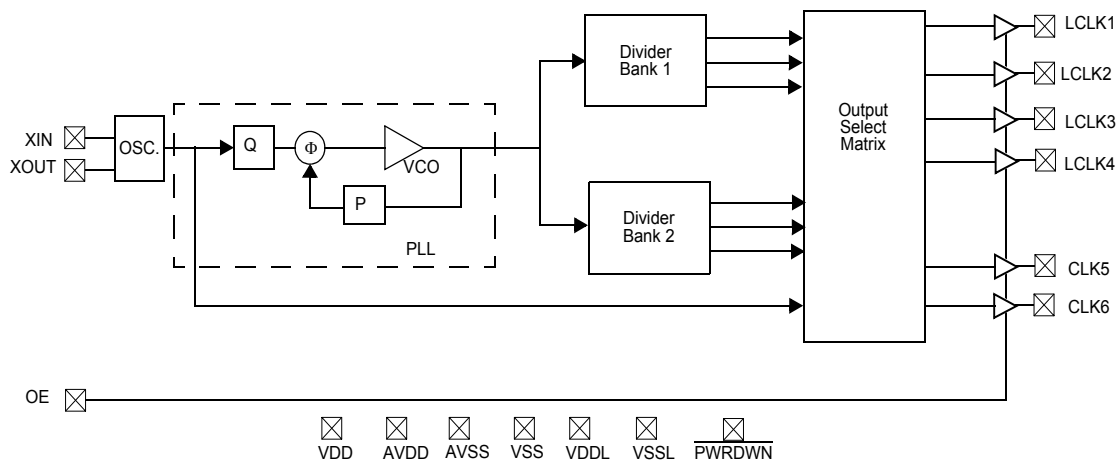 LCLK1
Divider
Bank 1
LCLK2
Output
Select
Matrix
LCLK3
XIN
OSC.
Q
Φ
VCO
LCLK4
XOUT
P
Divider
Bank 2
PLL
CLK5
CLK6
OE
VDD
AVDD
AVSS
VSS
VDDL
VSSL
PWRDWN